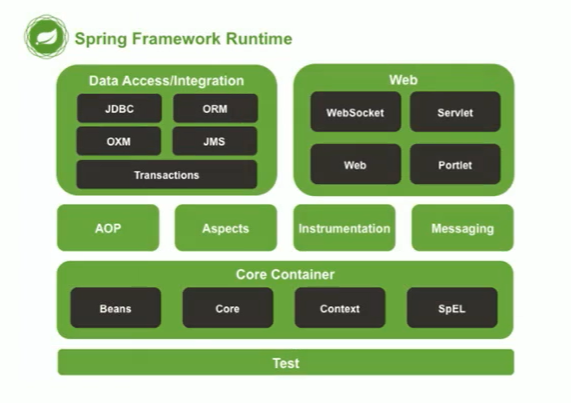 Spring Framework Runtime
Data Access/Integration
JDBC
ORM
OXM
JMS
Transactions
Web
WebSocket
Servlet
Web
Portlet
AOP
Aspects
Instrumentation
Messaging
Core Container
Beans
Core
Context
SpEL
Test